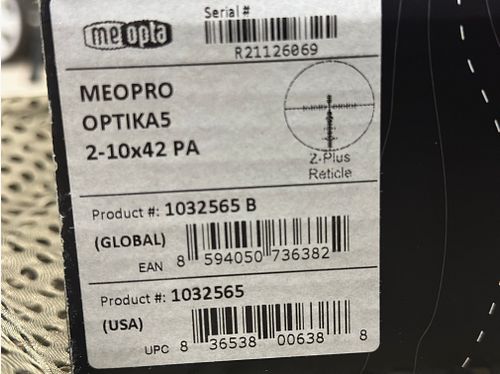 meopta
Serial #
R21126069
MEOPRO
OPTIKA5
2-10x42 PA
Z-Plus
Reticle
Product #: 1032565 B
(GLOBAL)
EAN 8 594050 736382
Product #: 1032565
(USA)
UPC 8 36538 00638 8